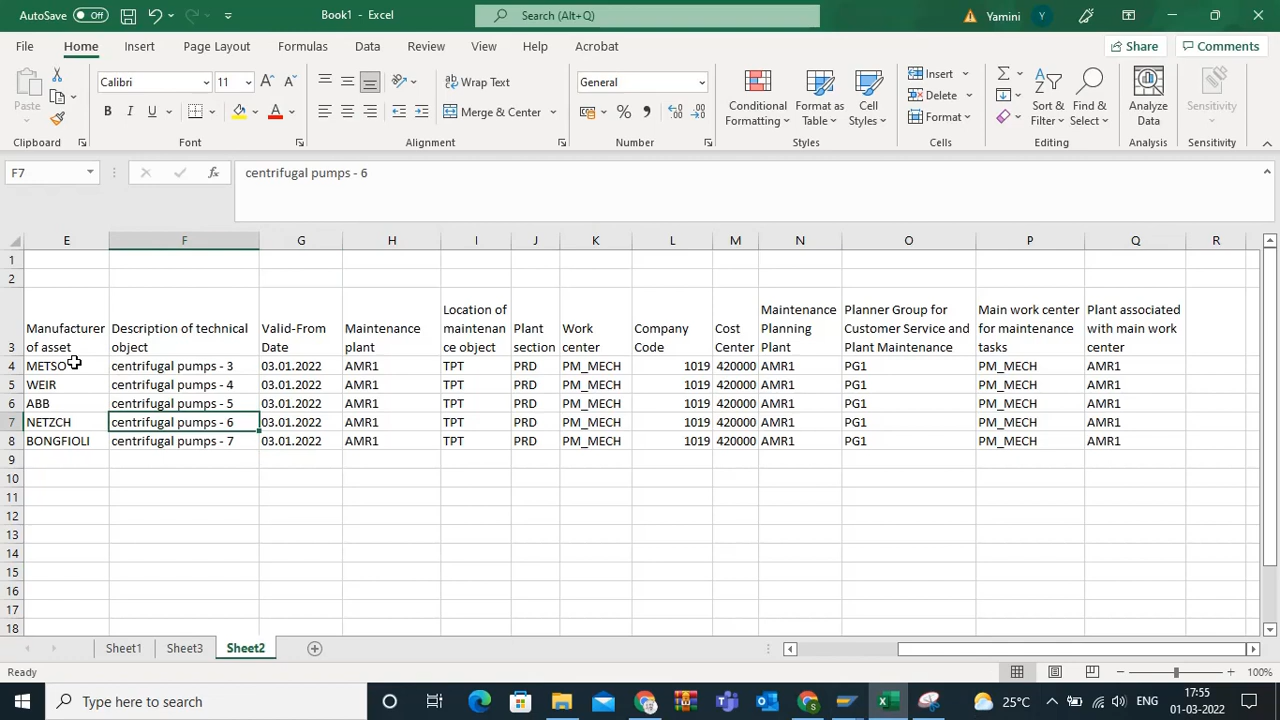 AutoSave Off Book1 - Excel Search (Alt+Q) Yamini Y
File Home Insert Page Layout Formulas Data Review View Help Acrobat Share Comments
Paste Calibri 11 A A Wrap Text General Conditional Formatting Format as Table Cell Styles Insert Delete Format Sort & Filter Find & Select Analyze Data Sensitivity
B I U A Merge & Center % ,
Clipboard Font Alignment Number Styles Cells Editing Analysis Sensitivity
F7 fx centrifugal pumps - 6
E F G H I J K L M N O P Q R
1
2
3 Manufacturer of asset Description of technical object Valid-From Date Maintenance plant Location of maintenan ce object Plant section Work center Company Code Cost Center Maintenance Planning Plant Planner Group for Customer Service and Plant Maintenance Main work center for maintenance tasks Plant associated with main work center
4 METSO centrifugal pumps - 3 03.01.2022 AMR1 TPT PRD PM_MECH 1019 420000 AMR1 PG1 PM_MECH AMR1
5 WEIR centrifugal pumps - 4 03.01.2022 AMR1 TPT PRD PM_MECH 1019 420000 AMR1 PG1 PM_MECH AMR1
6 ABB centrifugal pumps - 5 03.01.2022 AMR1 TPT PRD PM_MECH 1019 420000 AMR1 PG1 PM_MECH AMR1
7 NETZCH centrifugal pumps - 6 03.01.2022 AMR1 TPT PRD PM_MECH 1019 420000 AMR1 PG1 PM_MECH AMR1
8 BONGFIOLI centrifugal pumps - 7 03.01.2022 AMR1 TPT PRD PM_MECH 1019 420000 AMR1 PG1 PM_MECH AMR1
9
10
11
12
13
14
15
16
17
18
Sheet1 Sheet3 Sheet2
Ready 100%
Type here to search 25°C ENG 17:55
01-03-2022